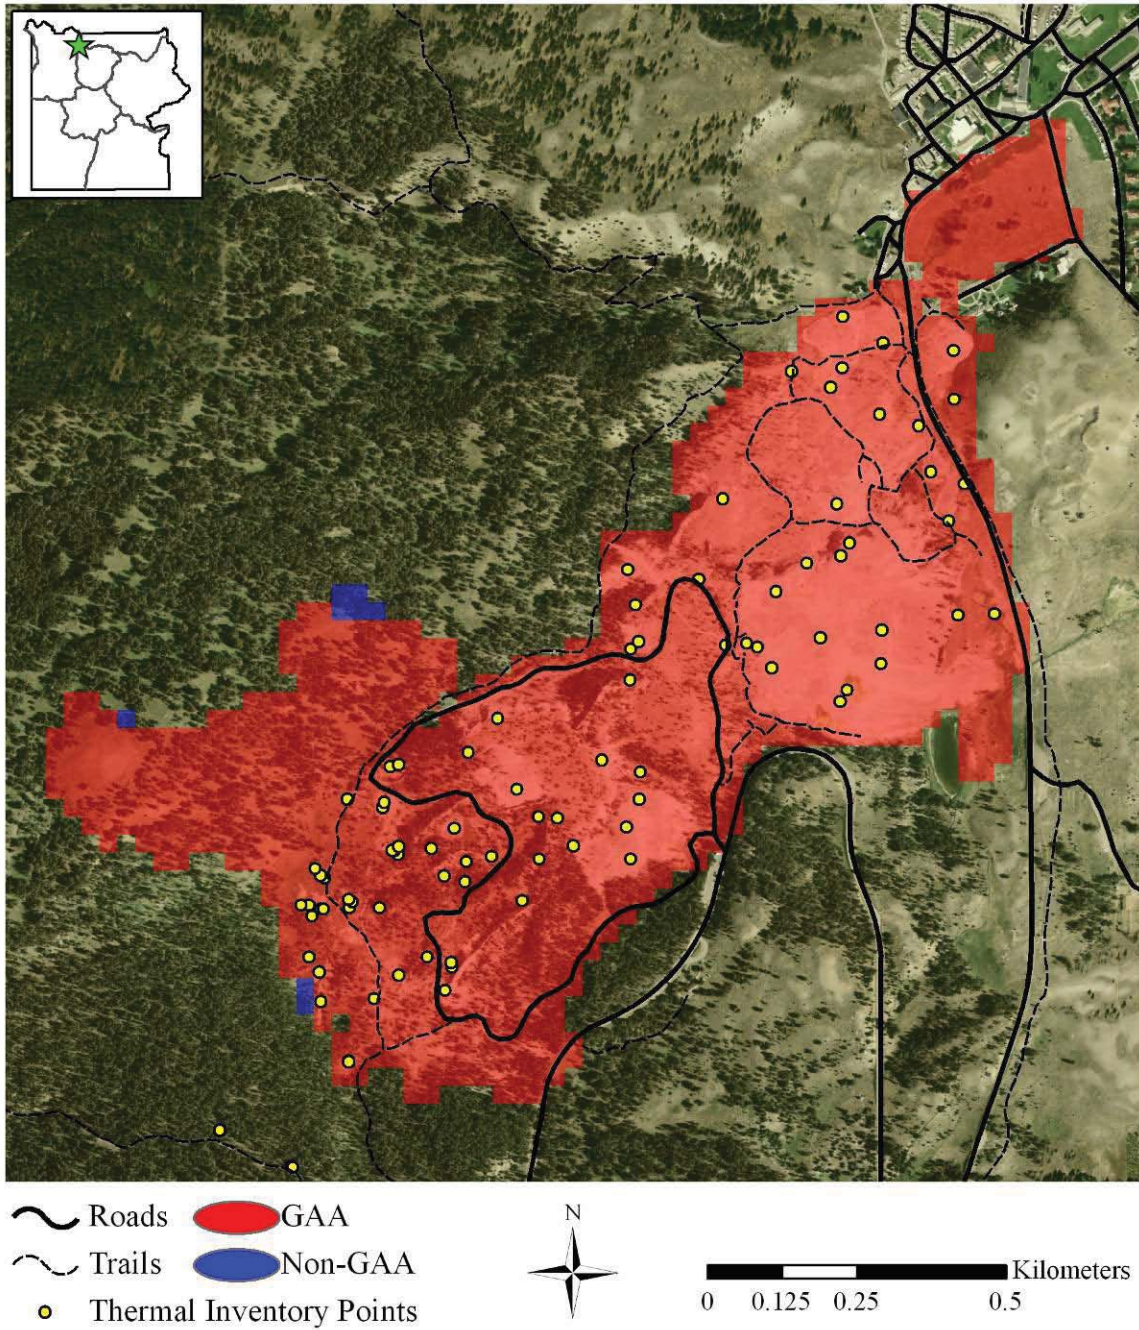 Roads GAA
Trails Non-GAA
Thermal Inventory Points
N
Kilometers
0 0.125 0.25 0.5